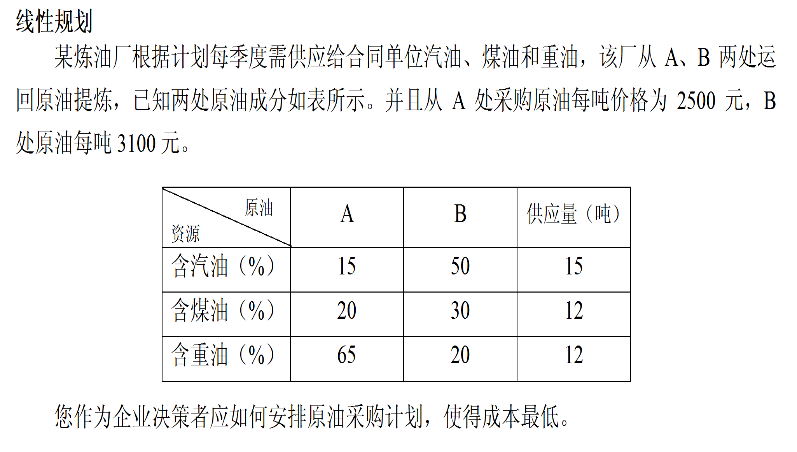 线性规划
某炼油厂根据计划每季度需供应给合同单位汽油、煤油和重油，该厂从 A、B 两处运
回原油提炼，已知两处原油成分如表所示。并且从 A 处采购原油每吨价格为 2500 元，B
处原油每吨 3100 元。
原油
资源
A
B
供应量（吨）
含汽油（%） 15 50 15
含煤油（%） 20 30 12
含重油（%） 65 20 12
您作为企业决策者应如何安排原油采购计划，使得成本最低。